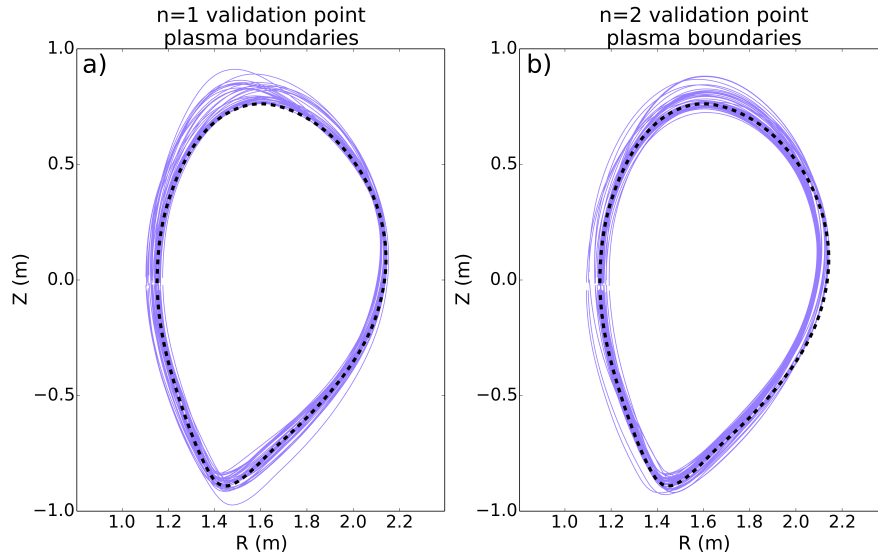 n=1 validation point
plasma boundaries
a)
1.0
0.5
0.0
−0.5
−1.0
Z (m)
1.0 1.2 1.4 1.6 1.8 2.0 2.2
R (m)
n=2 validation point
plasma boundaries
b)
1.0
0.5
0.0
−0.5
−1.0
Z (m)
1.0 1.2 1.4 1.6 1.8 2.0 2.2
R (m)